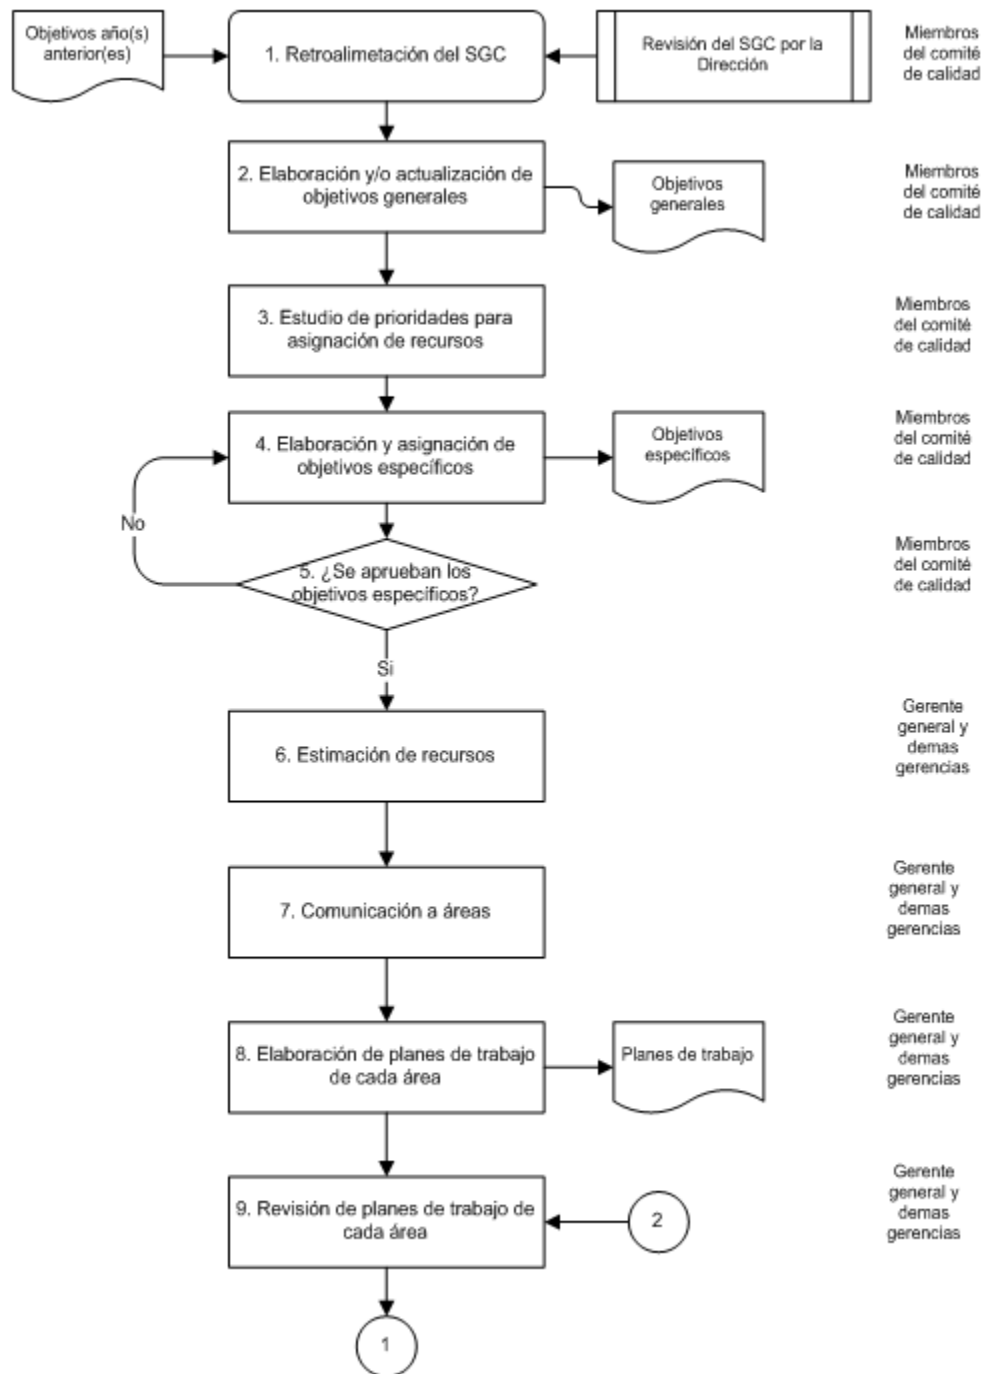 Objetivos año(s)
anterior(es)
1. Retroalimetación del SGC
Revisión del SGC por la
Dirección
Miembros
del comité
de calidad
2. Elaboración y/o actualización de
objetivos generales
Objetivos
generales
Miembros
del comité
de calidad
3. Estudio de prioridades para
asignación de recursos
Miembros
del comité
de calidad
4. Elaboración y asignación de
objetivos específicos
Objetivos
específicos
Miembros
del comité
de calidad
No
5. ¿Se aprueban los
objetivos específicos?
Miembros
del comité
de calidad
Si
6. Estimación de recursos
Gerente
general y
demas
gerencias
7. Comunicación a áreas
Gerente
general y
demas
gerencias
8. Elaboración de planes de trabajo
de cada área
Planes de trabajo
Gerente
general y
demas
gerencias
9. Revisión de planes de trabajo de
cada área
2
Gerente
general y
demas
gerencias
1